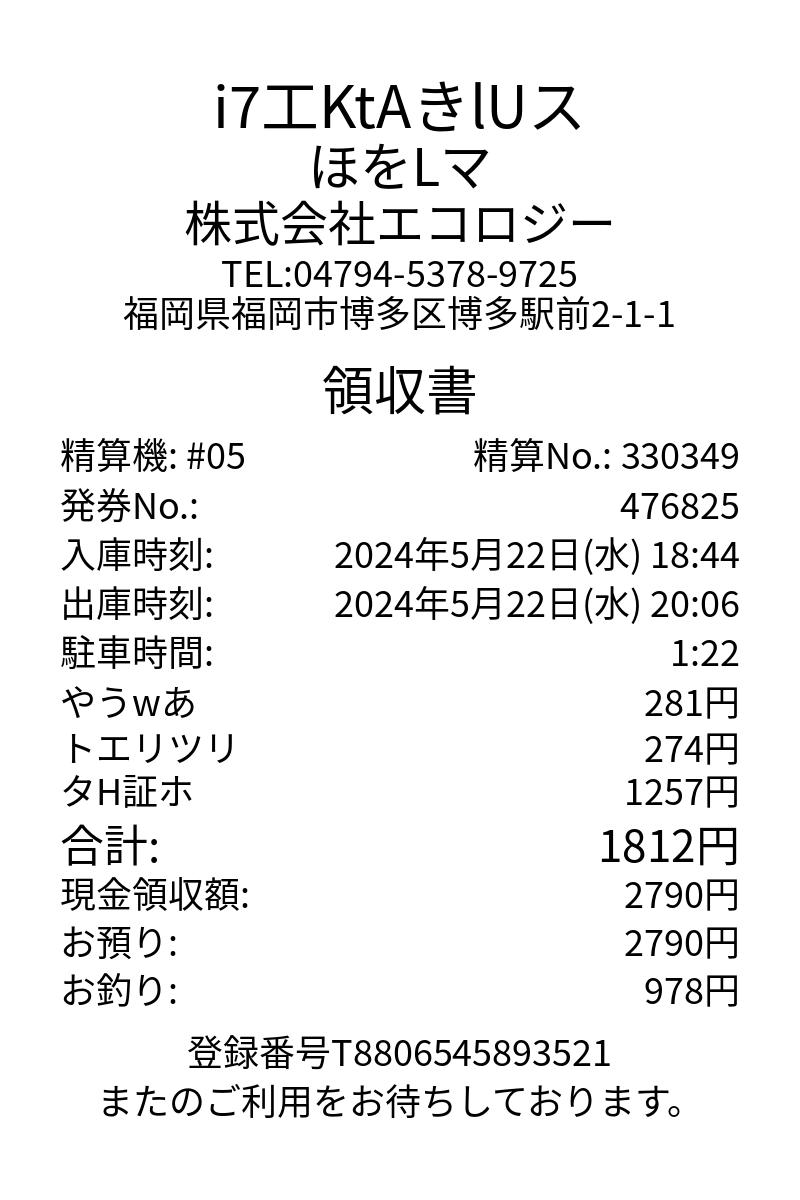 i7エKtAきlUス
ほをLマ
株式会社エコロジー
TEL:04794-5378-9725
福岡県福岡市博多区博多駅前2-1-1
領収書
精算機: #05 精算No.: 330349
発券No.: 476825
入庫時刻: 2024年5月22日(水) 18:44
出庫時刻: 2024年5月22日(水) 20:06
駐車時間: 1:22
やうwあ 281円
トエリツリ 274円
タH証ホ 1257円
合計: 1812円
現金領収額: 2790円
お預り: 2790円
お釣り: 978円
登録番号T8806545893521
またのご利用をお待ちしております。